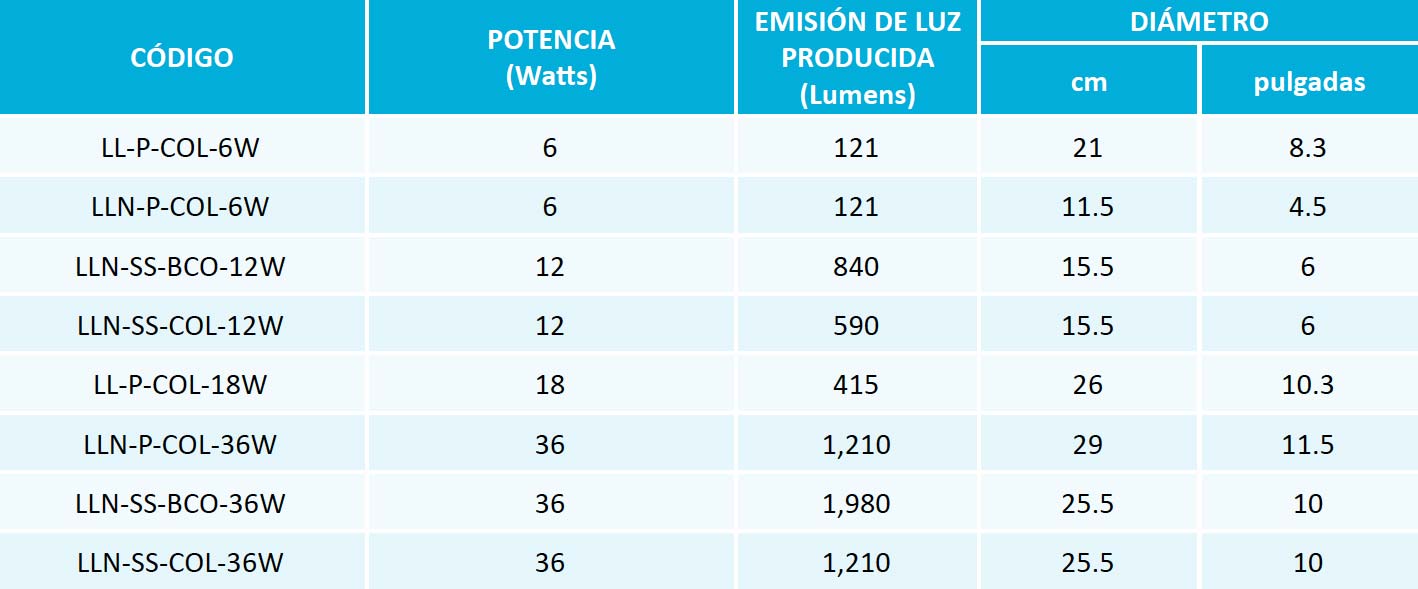 CÓDIGO
POTENCIA
(Watts)
EMISIÓN DE LUZ
PRODUCIDA
(Lumens)
DIÁMETRO
cm pulgadas
LL-P-COL-6W 6 121 21 8.3
LLN-P-COL-6W 6 121 11.5 4.5
LLN-SS-BCO-12W 12 840 15.5 6
LLN-SS-COL-12W 12 590 15.5 6
LL-P-COL-18W 18 415 26 10.3
LLN-P-COL-36W 36 1,210 29 11.5
LLN-SS-BCO-36W 36 1,980 25.5 10
LLN-SS-COL-36W 36 1,210 25.5 10